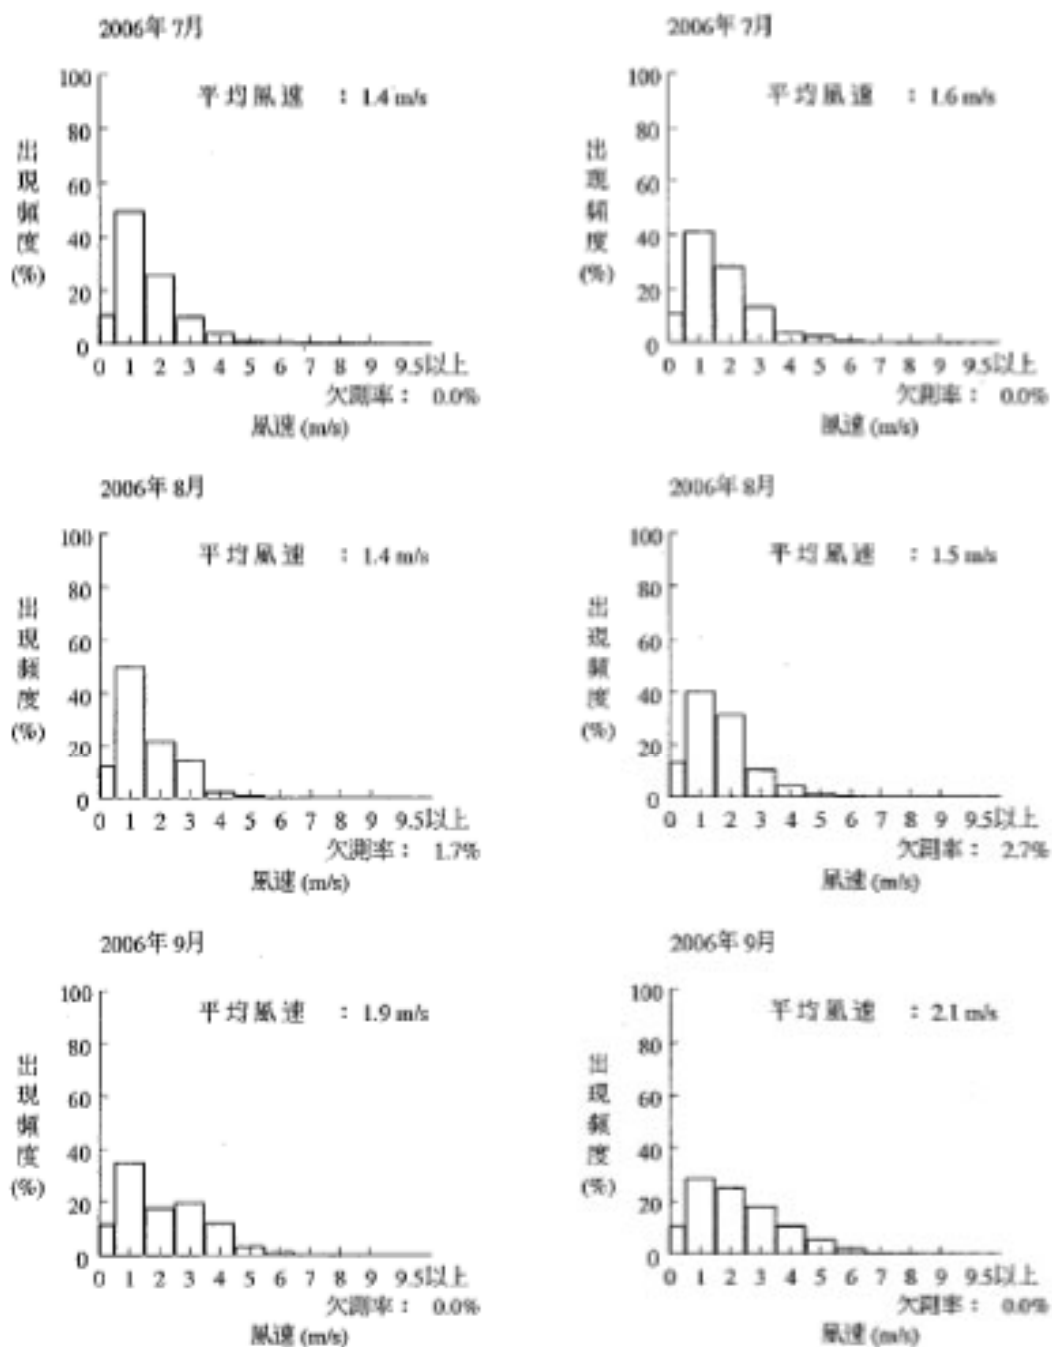 2006年 7月
100
80
60
40
20
0
出現頻度(%)
平均風速 : 1.4 m/s
0 1 2 3 4 5 6 7 8 9 9.5以上
欠測率: 0.0%
風速 (m/s)
2006年 7月
100
80
60
40
20
0
出現頻度(%)
平均風速 : 1.6 m/s
0 1 2 3 4 5 6 7 8 9 9.5以上
欠測率: 0.0%
風速 (m/s)
2006年 8月
100
80
60
40
20
0
出現頻度(%)
平均風速 : 1.4 m/s
0 1 2 3 4 5 6 7 8 9 9.5以上
欠測率: 1.7%
風速 (m/s)
2006年 8月
100
80
60
40
20
0
出現頻度(%)
平均風速 : 1.5 m/s
0 1 2 3 4 5 6 7 8 9 9.5以上
欠測率: 2.7%
風速 (m/s)
2006年 9月
100
80
60
40
20
0
出現頻度(%)
平均風速 : 1.9 m/s
0 1 2 3 4 5 6 7 8 9 9.5以上
欠測率: 0.0%
風速 (m/s)
2006年 9月
100
80
60
40
20
0
出現頻度(%)
平均風速 : 2.1 m/s
0 1 2 3 4 5 6 7 8 9 9.5以上
欠測率: 0.0%
風速 (m/s)